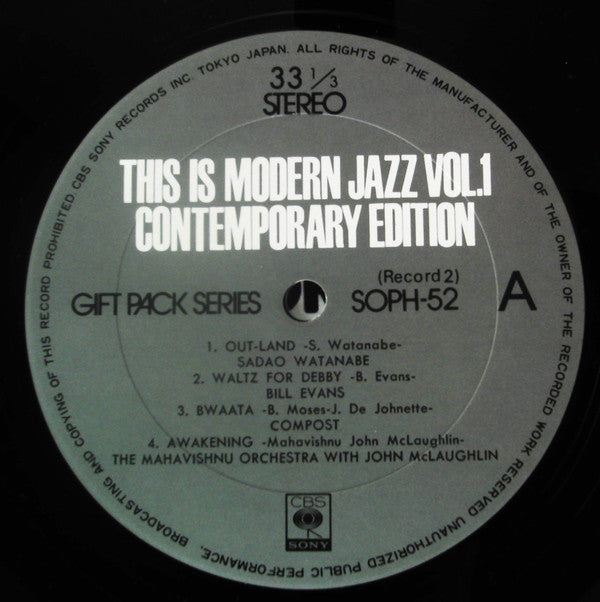 33 1/3
STEREO
THIS IS MODERN JAZZ VOL.1
CONTEMPORARY EDITION
(Record 2)
GIFT PACK SERIES SOPH-52 A
1. OUT-LAND -S. Watanabe-
SADAO WATANABE
2. WALTZ FOR DEBBY -B. Evans-
BILL EVANS
3. BWAATA -B. Moses-J. De Johnette-
COMPOST
4. AWAKENING -Mahavishnu John McLaughlin-
THE MAHAVISHNU ORCHESTRA WITH JOHN McLAUGHLIN
CBS
SONY
CBS SONY RECORDS INC. TOKYO JAPAN. ALL RIGHTS OF THE MANUFACTURER AND OF THE OWNER OF THE RECORDED WORK RESERVED UNAUTHORIZED PUBLIC PERFORMANCE, BROADCASTING AND COPYING OF THIS RECORD PROHIBITED